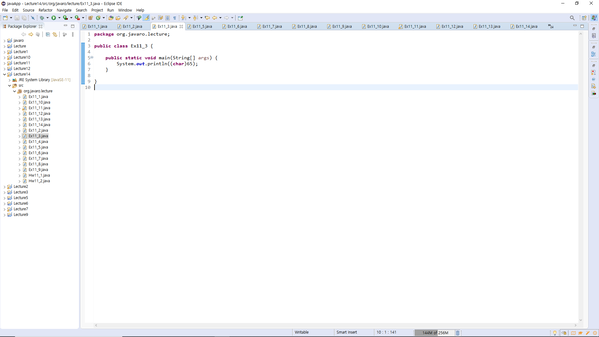 javapjo - Lecture14/src/org/javaro/lecture/Ex11_3.java - Eclipse IDE
File Edit Source Refactor Navigate Search Project Run Window Help
Package Explorer
Ex11_1.java Ex11_2.java Ex11_3.java Ex11_5.java Ex11_6.java Ex11_7.java Ex11_8.java Ex11_9.java Ex11_10.java Ex11_11.java Ex11_12.java Ex11_13.java Ex11_14.java
javaro
Lecture
Lecture1
Lecture10
Lecture11
Lecture12
Lecture14
JRE System Library
src
org.javaro.lecture
Ex11_1.java
Ex11_10.java
Ex11_11.java
Ex11_12.java
Ex11_13.java
Ex11_14.java
Ex11_2.java
Ex11_3.java
Ex11_4.java
Ex11_5.java
Ex11_6.java
Ex11_7.java
Ex11_8.java
Ex11_9.java
HW11_1.java
HW11_2.java
Lecture2
Lecture3
Lecture5
Lecture6
Lecture7
Lecture9
1 package org.javaro.lecture;
2
3 public class Ex11_3 {
4
5 public static void main(String[] args) {
6 System.out.println((char)65);
7 }
8
9 }
10
Writable Smart Insert 10 : 1 : 141 of 256M